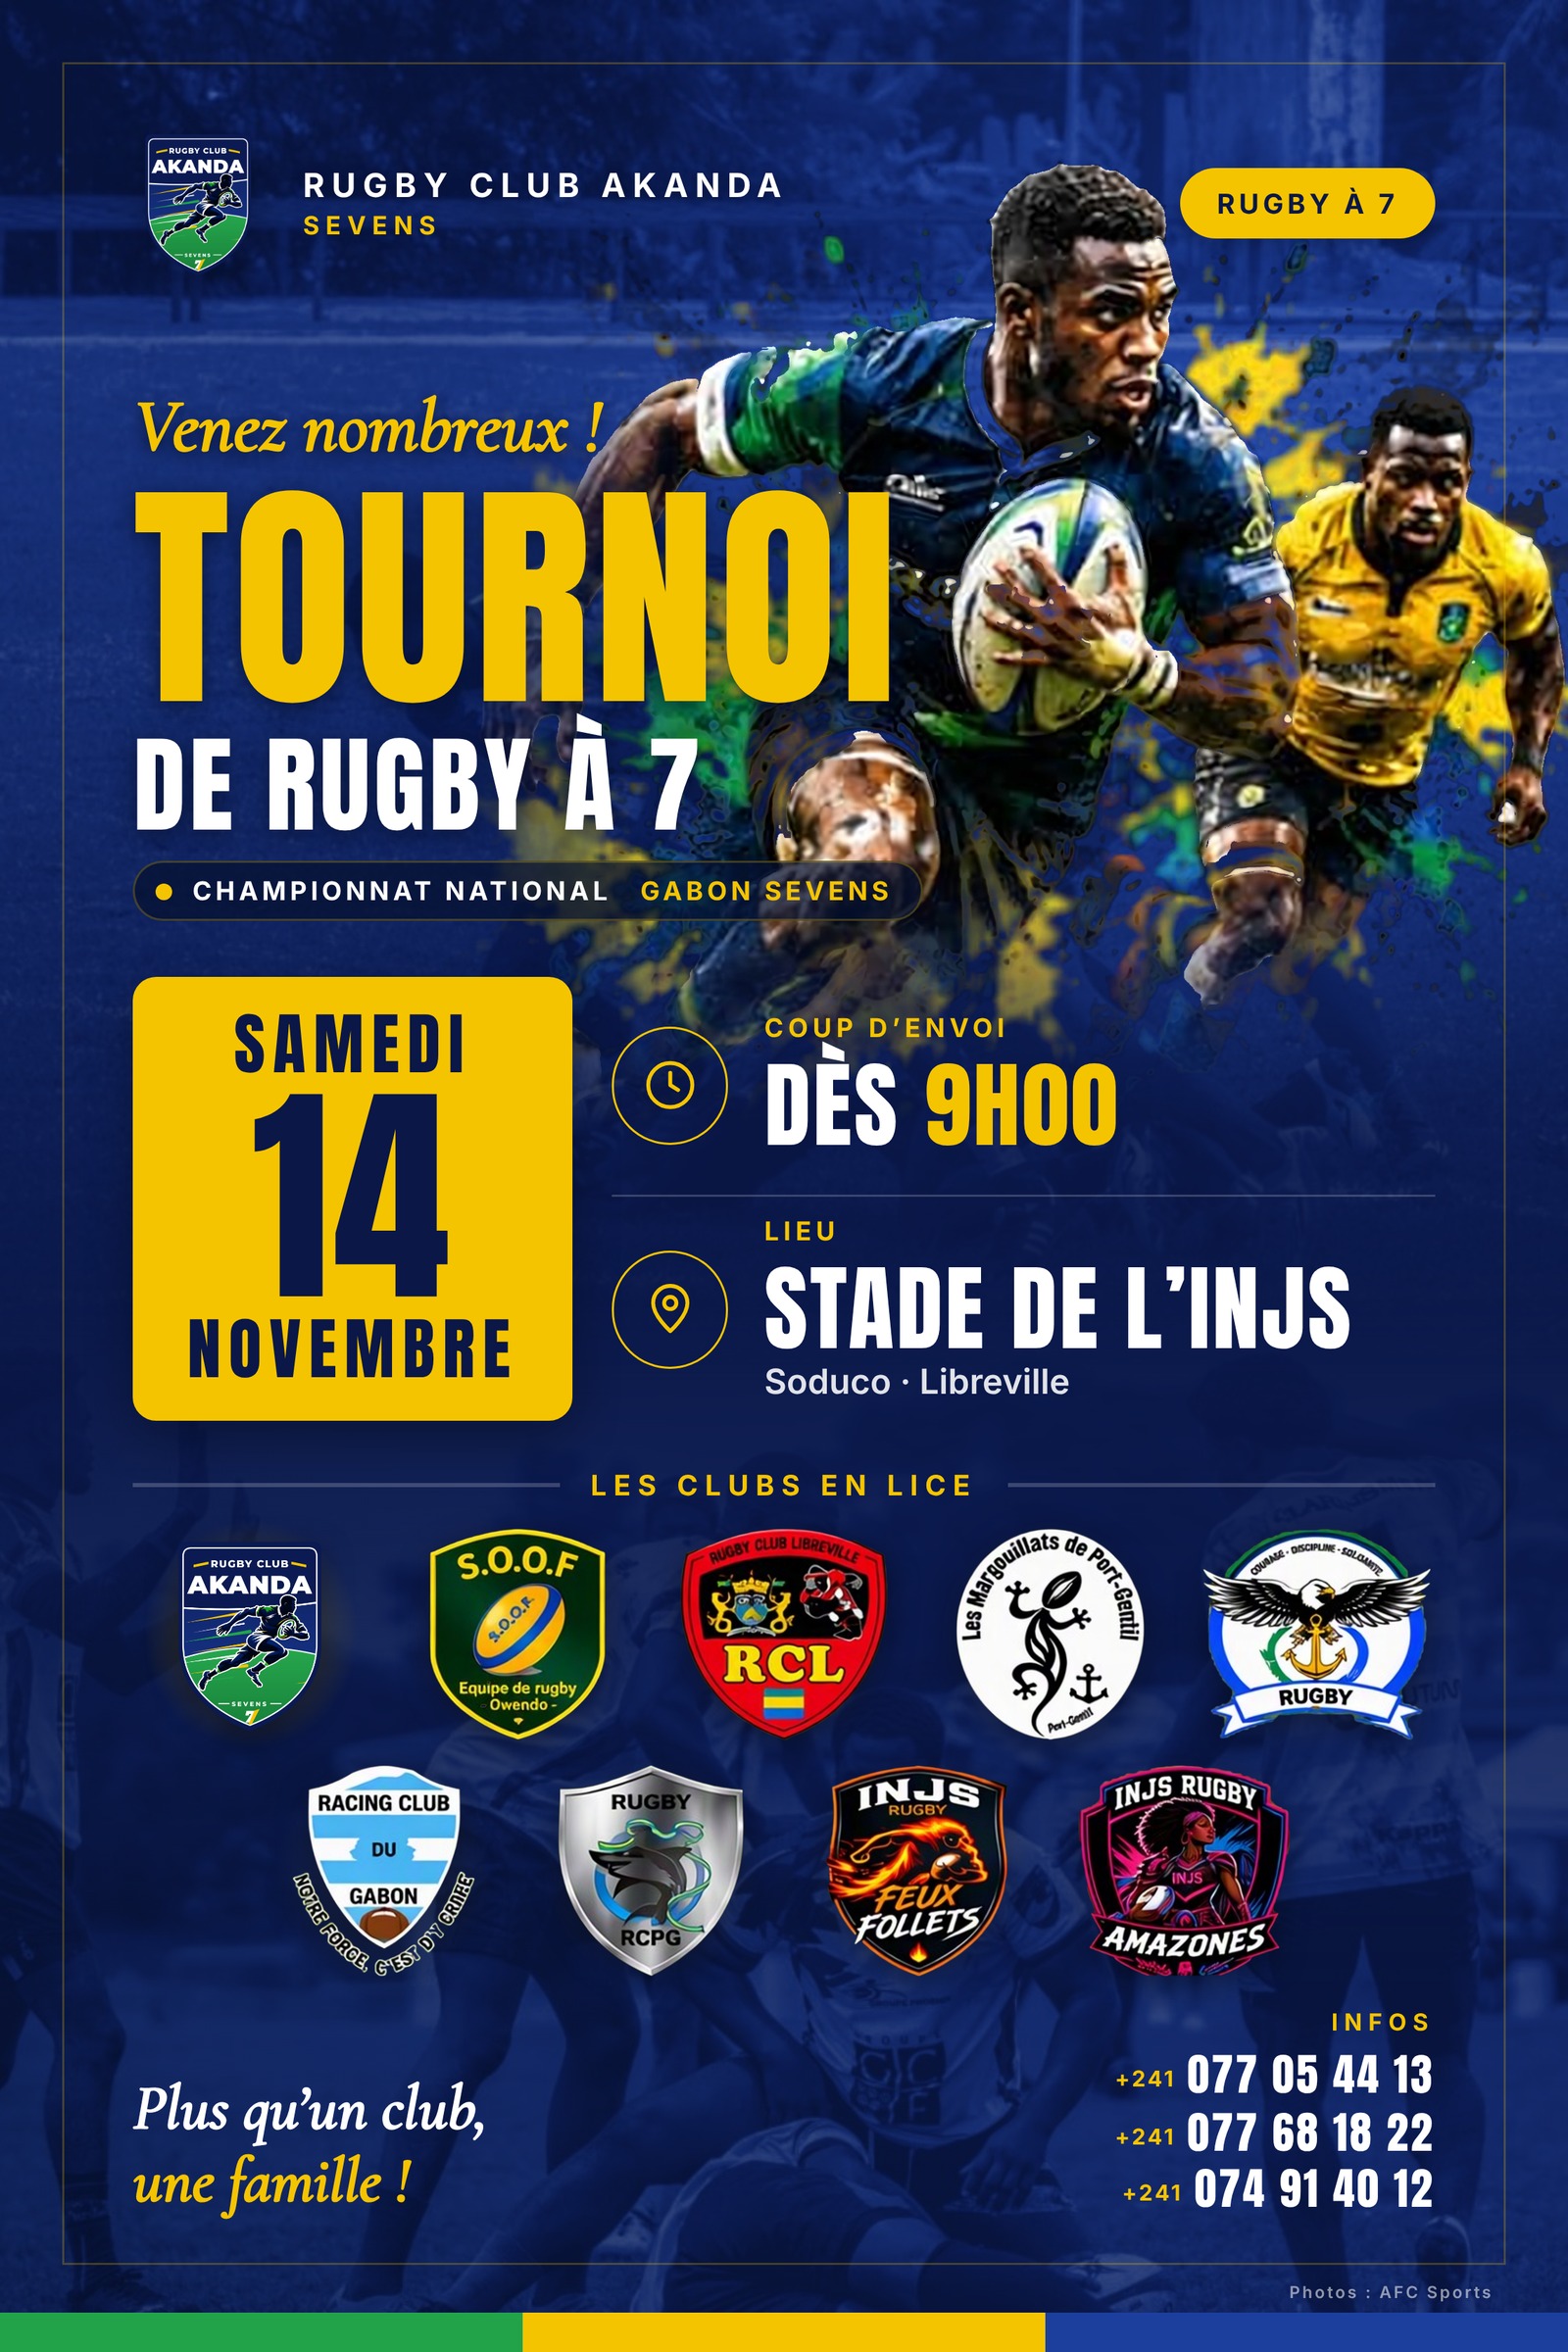 RUGBY CLUB
AKANDA
SEVENS
7
RUGBY CLUB AKANDA
SEVENS
RUGBY À 7
Venez nombreux !
TOURNOI
DE RUGBY À 7
CHAMPIONNAT NATIONAL GABON SEVENS
SAMEDI
14
NOVEMBRE
COUP D’ENVOI
DÈS 9H00
LIEU
STADE DE L’INJS
Soduco · Libreville
LES CLUBS EN LICE
RUGBY CLUB
AKANDA
SEVENS
7
S.O.O.F
S.O.O.F.
Equipe de rugby
- Owendo -
RUGBY CLUB LIBREVILLE
RCL
Les Margouillats de Port-Gentil
Port-Gentil
COURAGE - DISCIPLINE - SOLIDARITE
RUGBY
RACING CLUB
DU
GABON
NOTRE FORCE, C'EST D'Y CROIRE
RUGBY
RCPG
INJS
RUGBY
FEUX
FOLLETS
INJS RUGBY
INJS
AMAZONES
Plus qu’un club,
une famille !
INFOS
+241 077 05 44 13
+241 077 68 18 22
+241 074 91 40 12
Photos : AFC Sports